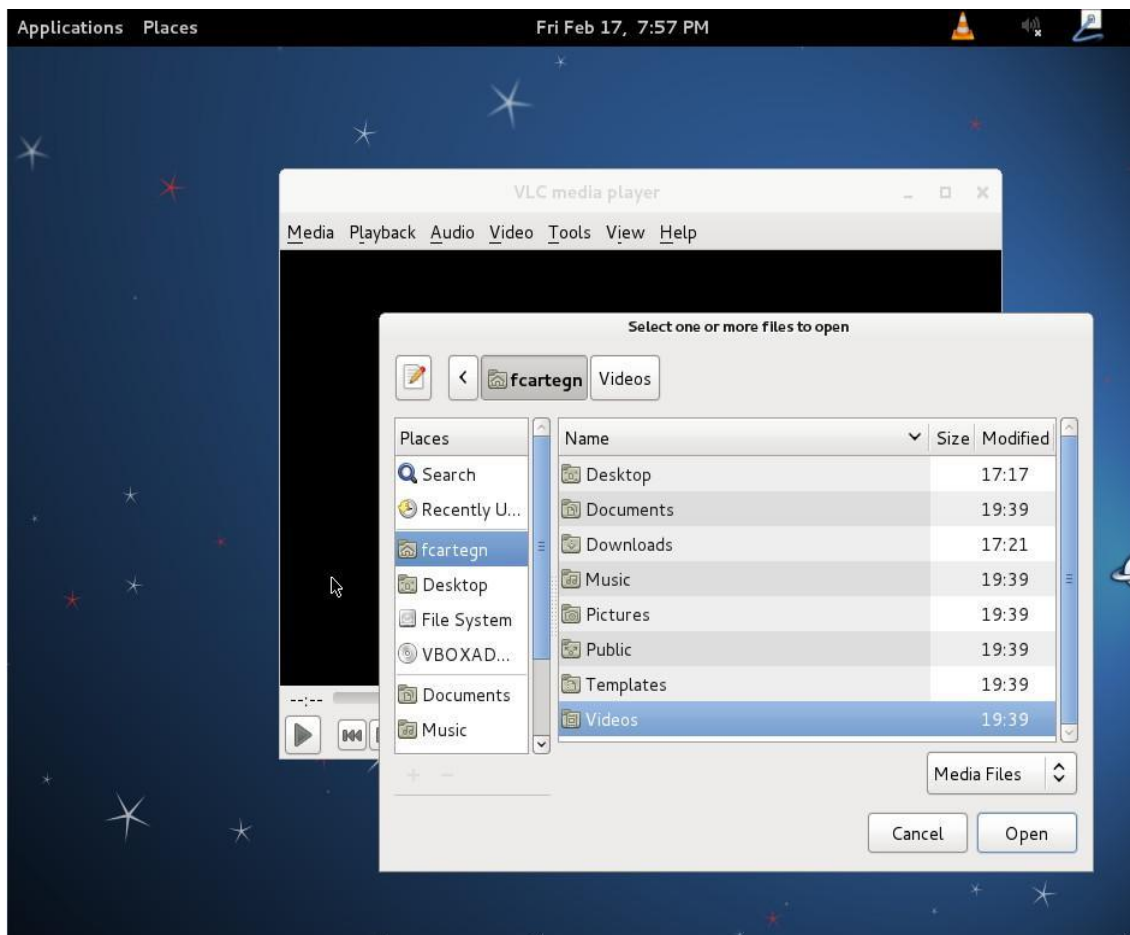 Applications Places Fri Feb 17, 7:57 PM
VLC media player
Media Playback Audio Video Tools View Help
Select one or more files to open
fcartegn Videos
Places Name Size Modified
Search Desktop 17:17
Recently U... Documents 19:39
fcartegn Downloads 17:21
Desktop Music 19:39
File System Pictures 19:39
VBOXAD... Public 19:39
Documents Templates 19:39
Music Videos 19:39
--:--
Media Files
Cancel Open